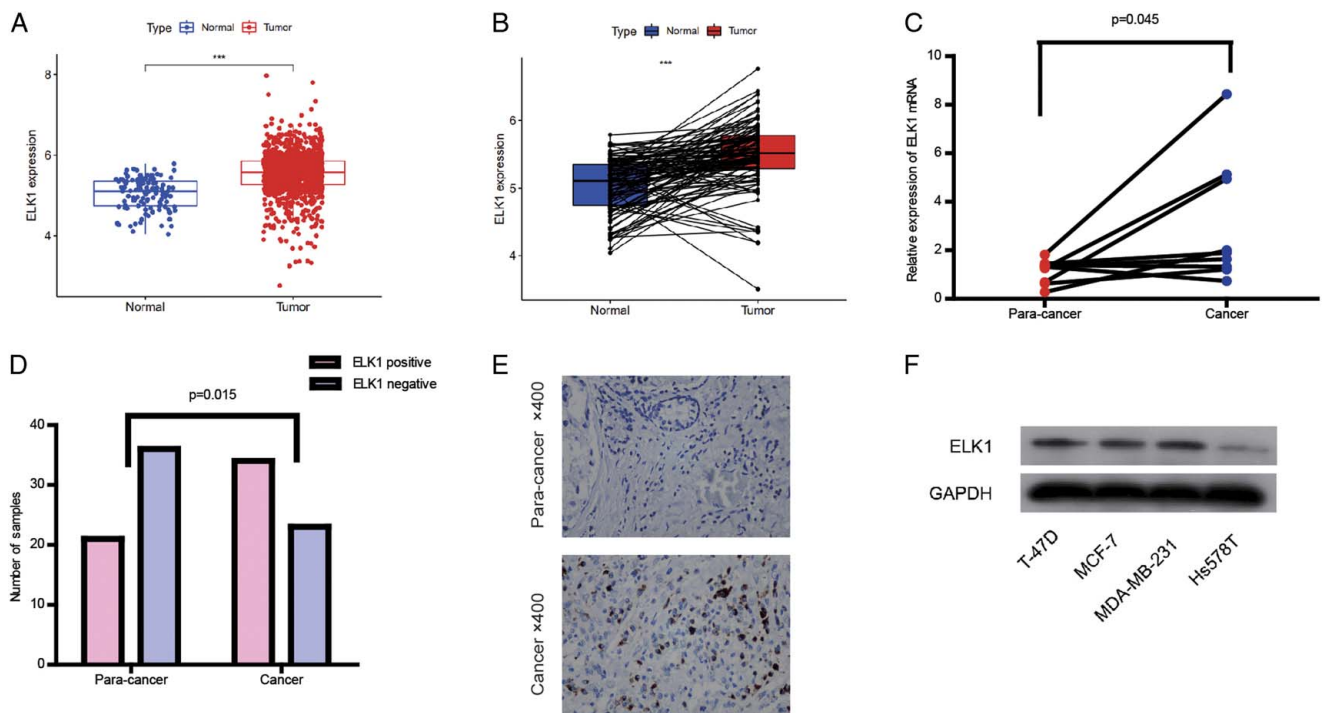 A
Type Normal Tumor
***
ELK1 expression
8
6
4
Normal
Tumor
B
Type Normal Tumor
***
ELK1 expression
6
5
4
Normal
Tumor
C
p=0.045
Relative expression of ELK1 mRNA
10
8
6
4
2
0
Para-cancer
Cancer
D
ELK1 positive
ELK1 negative
p=0.015
Number of samples
40
30
20
10
0
Para-cancer
Cancer
E
Para-cancer ×400
Cancer ×400
F
ELK1
GAPDH
T-47D
MCF-7
MDA-MB-231
Hs578T